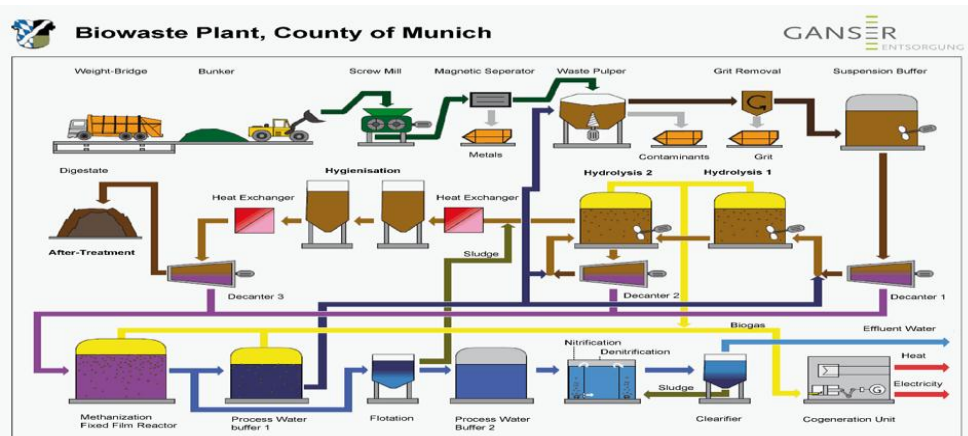 Biowaste Plant, County of Munich
GANSER
ENTSORGUNG
Weight-Bridge
Bunker
Screw Mill
Magnetic Seperator
Waste Pulper
Grit Removal
Suspension Buffer
Metals
Contaminants
Grit
Digestate
Hygienisation
Hydrolysis 2
Hydrolysis 1
Heat Exchanger
Heat Exchanger
After-Treatment
Sludge
Decanter 3
Decanter 2
Decanter 1
Biogas
Effluent Water
Nitrification
Denitrification
Heat
Sludge
Electricity
G
Methanization
Fixed Film Reactor
Process Water
buffer 1
Flotation
Process Water
Buffer 2
Clearifier
Cogeneration Unit